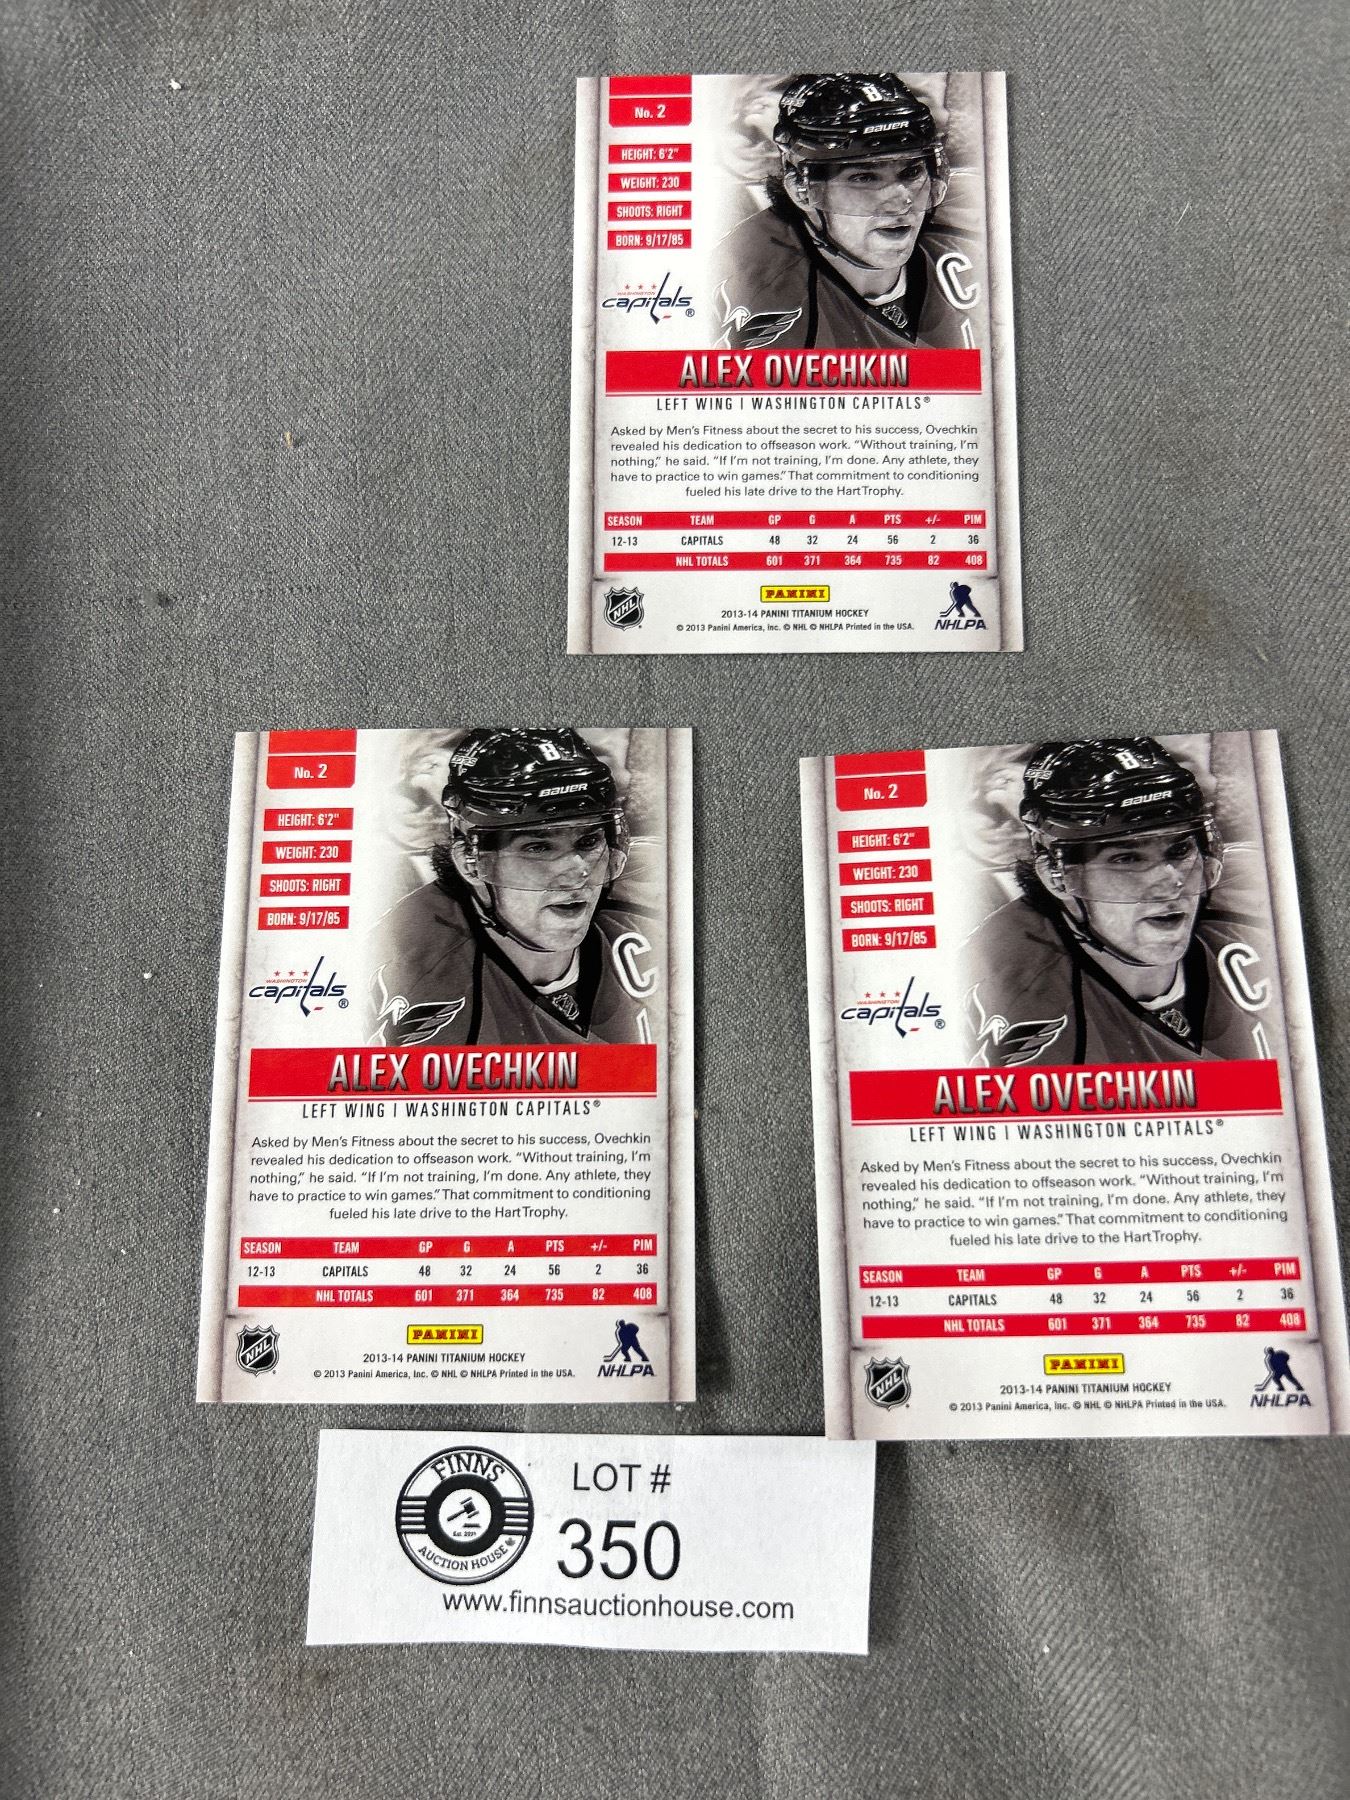 No. 2
8
BAUER
HEIGHT: 6'2"
WEIGHT: 230
SHOOTS: RIGHT
BORN: 9/17/85
C
WASHINGTON
capitals®
ALEX OVECHKIN
LEFT WING | WASHINGTON CAPITALS®
Asked by Men's Fitness about the secret to his success, Ovechkin
revealed his dedication to offseason work. "Without training, I'm
nothing," he said. "If I'm not training, I'm done. Any athlete, they
have to practice to win games." That commitment to conditioning
fueled his late drive to the Hart Trophy.
SEASON TEAM GP G A PTS +/- PIM
12-13 CAPITALS 48 32 24 56 2 36
NHL TOTALS 601 371 364 735 82 408
PANINI
NHL
2013-14 PANINI TITANIUM HOCKEY
© 2013 Panini America, Inc. © NHL © NHLPA Printed in the USA.
NHLPA
No. 2
8
BAUER
HEIGHT: 6'2"
WEIGHT: 230
SHOOTS: RIGHT
BORN: 9/17/85
C
WASHINGTON
capitals®
ALEX OVECHKIN
LEFT WING | WASHINGTON CAPITALS®
Asked by Men's Fitness about the secret to his success, Ovechkin
revealed his dedication to offseason work. "Without training, I'm
nothing," he said. "If I'm not training, I'm done. Any athlete, they
have to practice to win games." That commitment to conditioning
fueled his late drive to the Hart Trophy.
SEASON TEAM GP G A PTS +/- PIM
12-13 CAPITALS 48 32 24 56 2 36
NHL TOTALS 601 371 364 735 82 408
PANINI
NHL
2013-14 PANINI TITANIUM HOCKEY
© 2013 Panini America, Inc. © NHL © NHLPA Printed in the USA.
NHLPA
No. 2
8
BAUER
HEIGHT: 6'2"
WEIGHT: 230
SHOOTS: RIGHT
BORN: 9/17/85
C
WASHINGTON
capitals®
ALEX OVECHKIN
LEFT WING | WASHINGTON CAPITALS®
Asked by Men's Fitness about the secret to his success, Ovechkin
revealed his dedication to offseason work. "Without training, I'm
nothing," he said. "If I'm not training, I'm done. Any athlete, they
have to practice to win games." That commitment to conditioning
fueled his late drive to the Hart Trophy.
SEASON TEAM GP G A PTS +/- PIM
12-13 CAPITALS 48 32 24 56 2 36
NHL TOTALS 601 371 364 735 82 408
PANINI
NHL
2013-14 PANINI TITANIUM HOCKEY
© 2013 Panini America, Inc. © NHL © NHLPA Printed in the USA.
NHLPA
FINNS
AUCTION HOUSE
LOT #
350
www.finnsauctionhouse.com